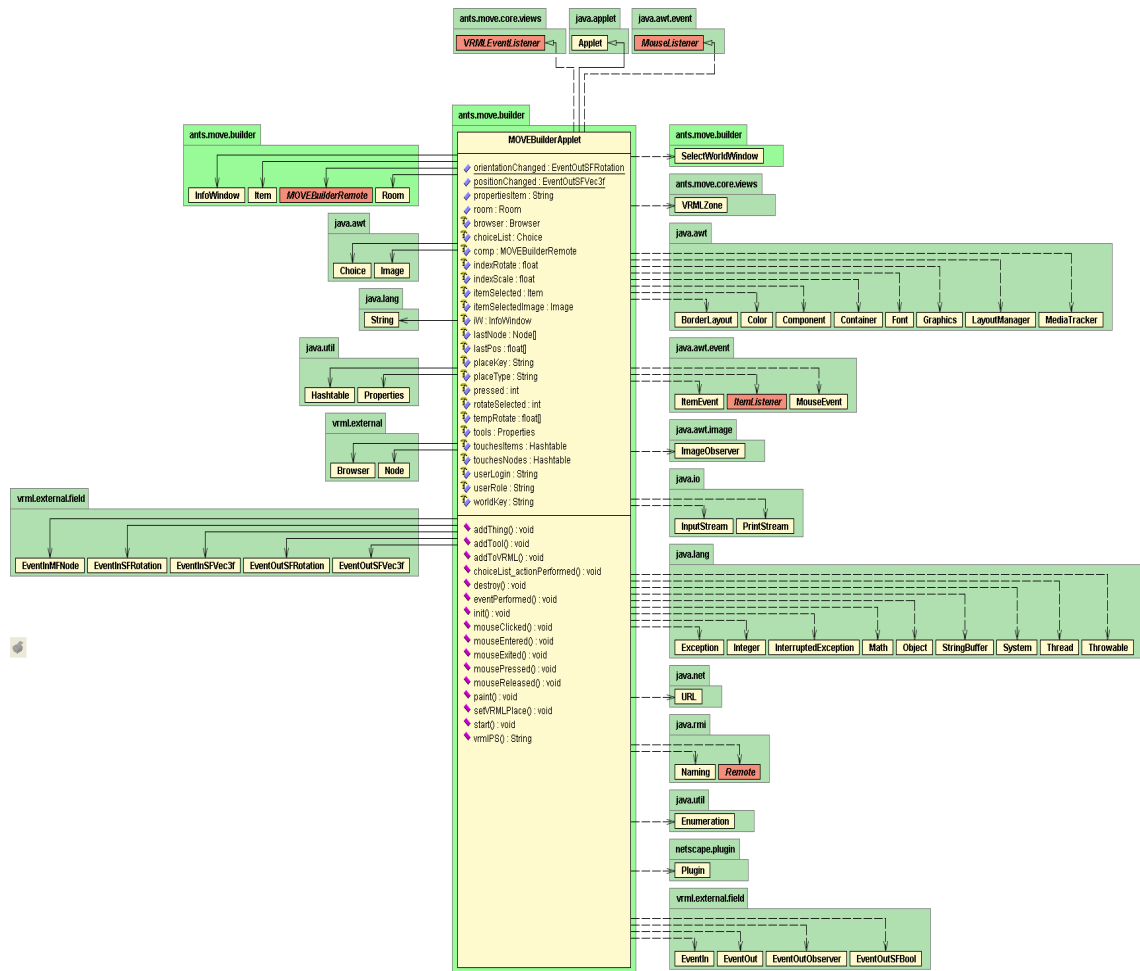 ants.move.core.views
java.applet
java.awt.event
VRMLEventListener
Applet
MouseListener
ants.move.builder
InfoWindow
Item
MOVEBuilderRemote
Room
java.awt
Choice
Image
java.lang
String
java.util
Hashtable
Properties
vrml.external
Browser
Node
vrml.external.field
EventInMFNode
EventInSFRotation
EventInSFVec3f
EventOutSFRotation
EventOutSFVec3f
ants.move.builder
MOVEBuilderApplet
orientationChanged : EventOutSFRotation
positionChanged : EventOutSFVec3f
propertiesItem : String
room : Room
browser : Browser
choiceList : Choice
comp : MOVEBuilderRemote
indexRotate : float
indexScale : float
itemSelected : Item
itemSelectedImage : Image
iW : InfoWindow
lastNode : Node[]
lastPos : float[]
placeKey : String
placeType : String
pressed : int
rotateSelected : int
tempRotate : float[]
tools : Properties
touchesItems : Hashtable
touchesNodes : Hashtable
userLogin : String
userRole : String
worldKey : String
addThing() : void
addTool() : void
addToVRML() : void
choiceList_actionPerformed() : void
destroy() : void
eventPerformed() : void
init() : void
mouseClicked() : void
mouseEntered() : void
mouseExited() : void
mousePressed() : void
mouseReleased() : void
paint() : void
setVRMLPlace() : void
start() : void
vrmlPS() : String
ants.move.builder
SelectWorldWindow
ants.move.core.views
VRMLZone
java.awt
BorderLayout
Color
Component
Container
Font
Graphics
LayoutManager
MediaTracker
java.awt.event
ItemEvent
ItemListener
MouseEvent
java.awt.image
ImageObserver
java.io
InputStream
PrintStream
java.lang
Exception
Integer
InterruptedException
Math
Object
StringBuffer
System
Thread
Throwable
java.net
URL
java.rmi
Naming
Remote
java.util
Enumeration
netscape.plugin
Plugin
vrml.external.field
EventIn
EventOut
EventOutObserver
EventOutSFBool